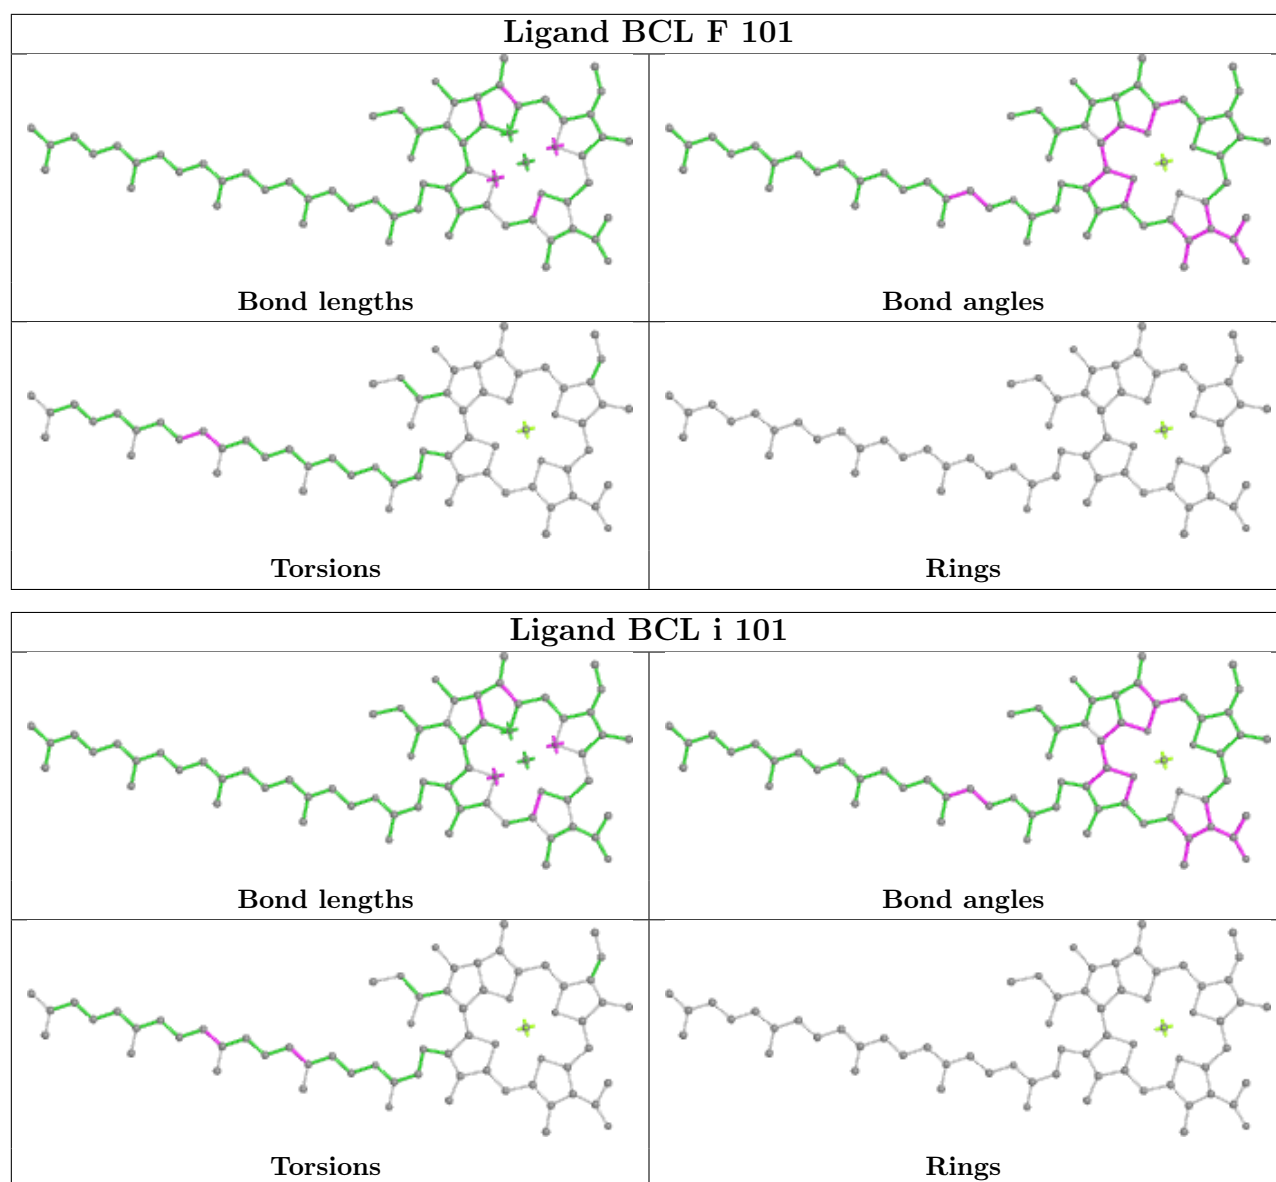 Ligand BCL F 101
Bond lengths
Bond angles
Torsions
Rings
Ligand BCL i 101
Bond lengths
Bond angles
Torsions
Rings